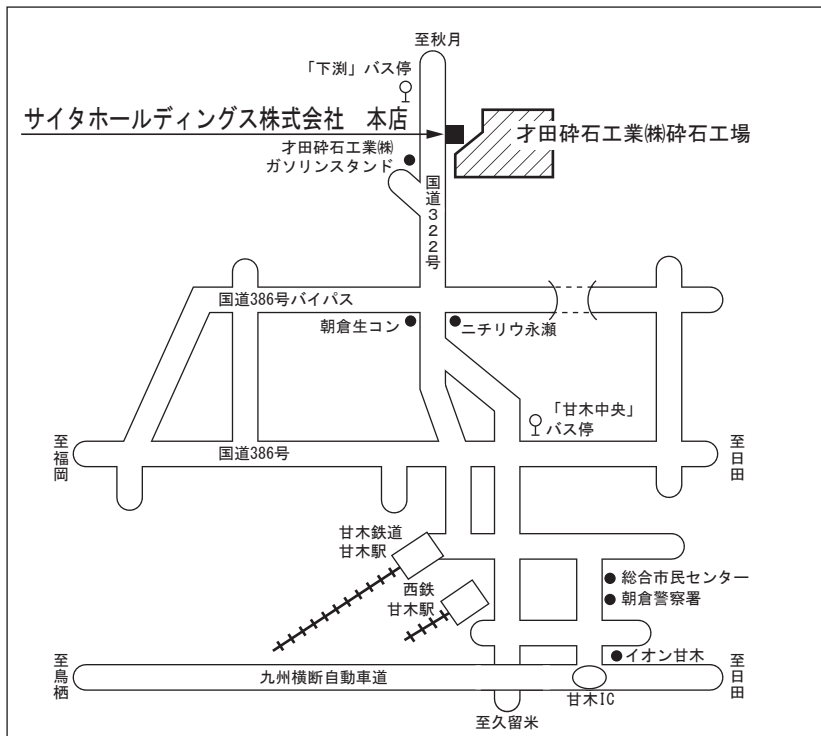 至秋月
「下渕」バス停
サイタホールディングス株式会社　本店
才田砕石工業㈱砕石工場
才田砕石工業㈱
ガソリンスタンド
国道322号
国道386号バイパス
朝倉生コン
ニチリウ永瀬
「甘木中央」
バス停
至福岡
国道386号
至日田
甘木鉄道
甘木駅
西鉄
甘木駅
総合市民センター
朝倉警察署
イオン甘木
至鳥栖
九州横断自動車道
至日田
甘木IC
至久留米